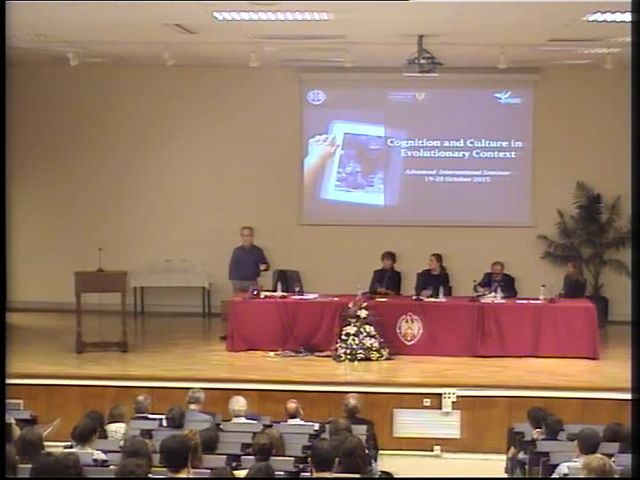 Cognition and Culture in
Evolutionary Context
Advanced International Seminar
19-20 October 2015